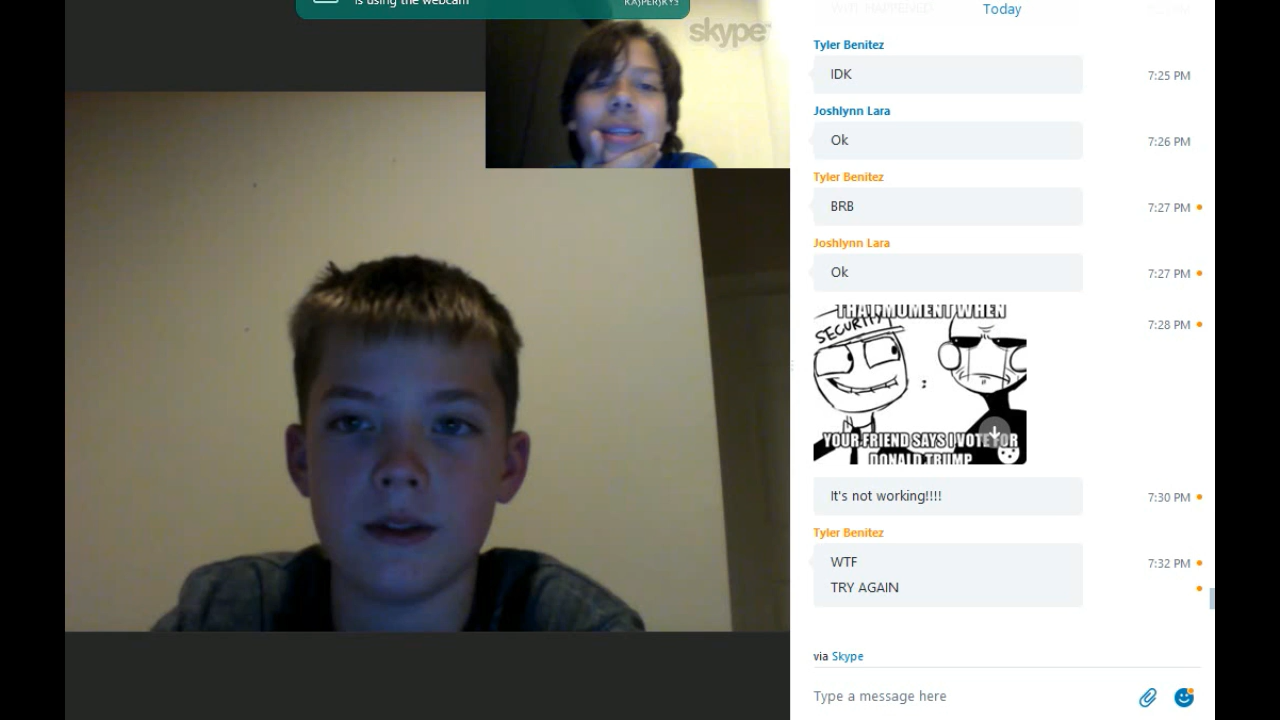 is using the webcam
KASPERSKY
skype
Today
Tyler Benitez
IDK
7:25 PM
Joshlynn Lara
Ok
7:26 PM
Tyler Benitez
BRB
7:27 PM
Joshlynn Lara
Ok
7:27 PM
THAT MOMENT WHEN
SECURITY
YOUR FRIEND SAYS I VOTE FOR
DONALD TRUMP
7:28 PM
It's not working!!!!
7:30 PM
Tyler Benitez
WTF
7:32 PM
TRY AGAIN
via Skype
Type a message here